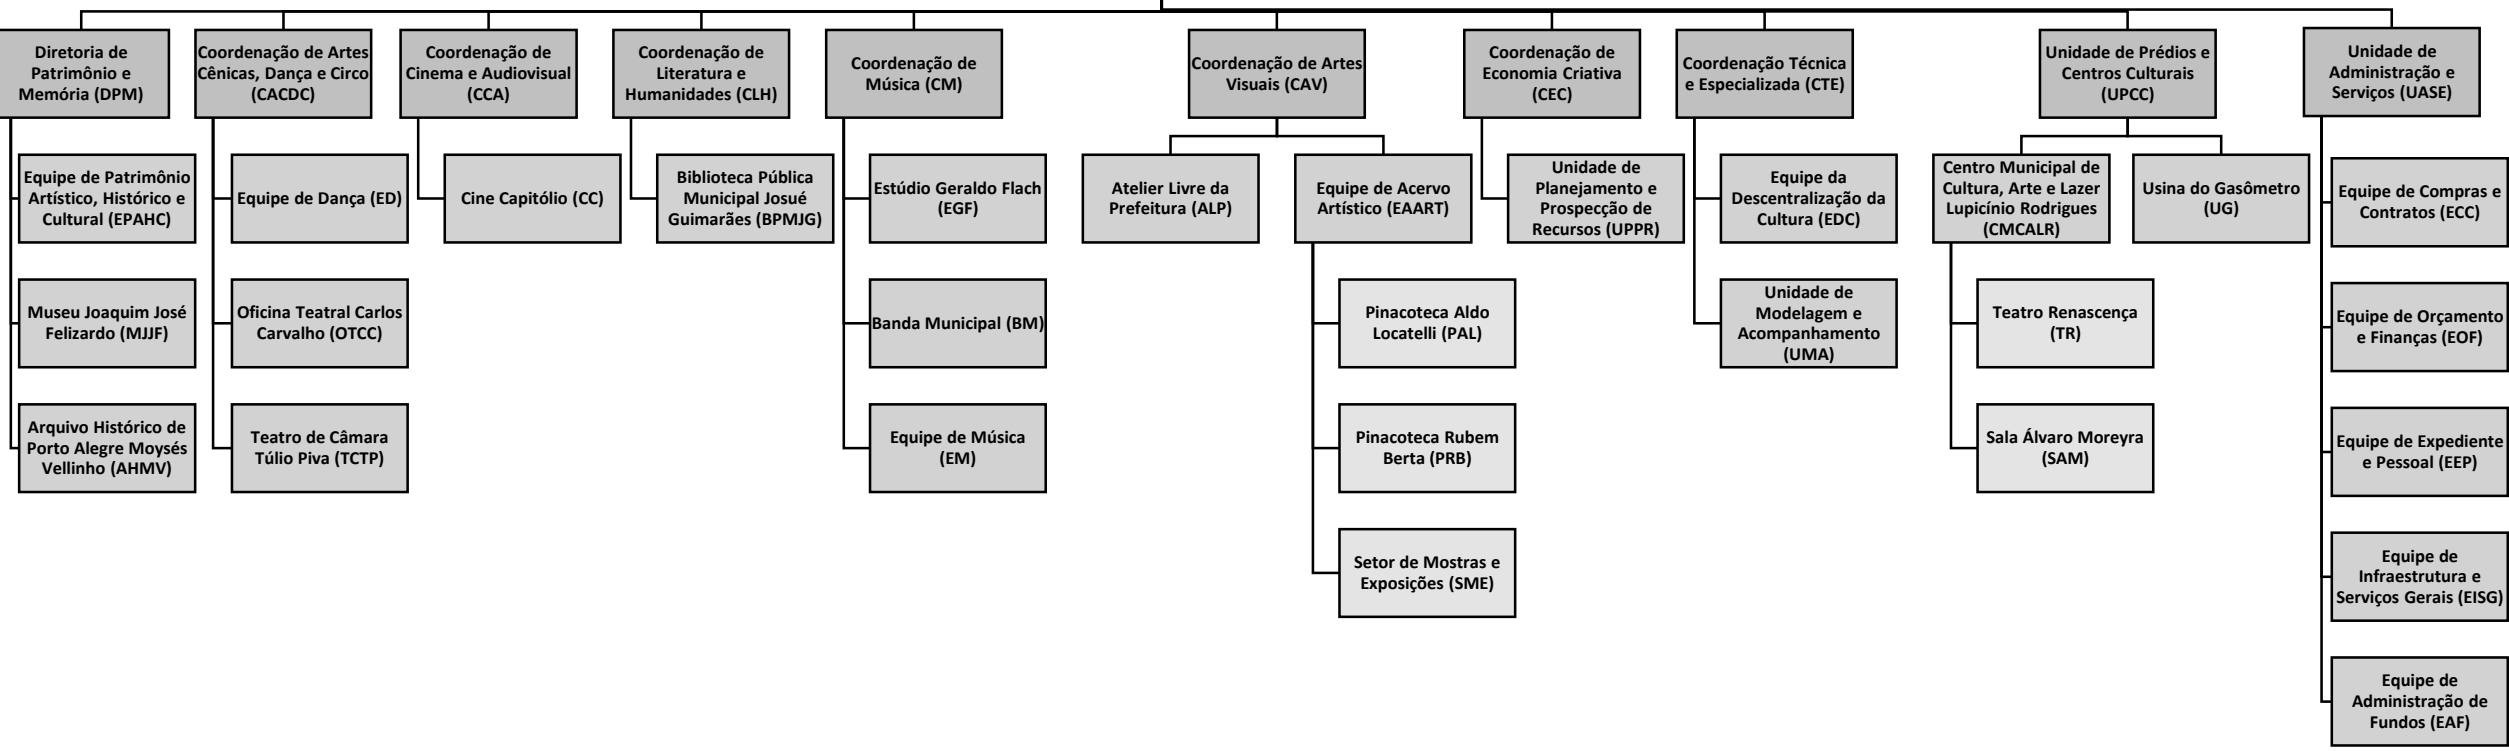 Diretoria de
Patrimônio e
Memória (DPM)
Coordenação de Artes
Cênicas, Dança e Circo
(CACDC)
Coordenação de
Cinema e Audiovisual
(CCA)
Coordenação de
Literatura e
Humanidades (CLH)
Coordenação de
Música (CM)
Coordenação de Artes
Visuais (CAV)
Coordenação de
Economia Criativa
(CEC)
Coordenação Técnica
e Especializada (CTE)
Unidade de Prédios e
Centros Culturais
(UPCC)
Unidade de
Administração e
Serviços (UASE)
Equipe de Patrimônio
Artístico, Histórico e
Cultural (EPAHC)
Equipe de Dança (ED)
Cine Capitólio (CC)
Biblioteca Pública
Municipal Josué
Guimarães (BPMJG)
Estúdio Geraldo Flach
(EGF)
Atelier Livre da
Prefeitura (ALP)
Equipe de Acervo
Artístico (EAART)
Unidade de
Planejamento e
Prospecção de
Recursos (UPPR)
Equipe da
Descentralização da
Cultura (EDC)
Centro Municipal de
Cultura, Arte e Lazer
Lupicínio Rodrigues
(CMCALR)
Usina do Gasômetro
(UG)
Equipe de Compras e
Contratos (ECC)
Museu Joaquim José
Felizardo (MJJF)
Oficina Teatral Carlos
Carvalho (OTCC)
Banda Municipal (BM)
Pinacoteca Aldo
Locatelli (PAL)
Unidade de
Modelagem e
Acompanhamento
(UMA)
Teatro Renascença
(TR)
Equipe de Orçamento
e Finanças (EOF)
Arquivo Histórico de
Porto Alegre Moysés
Vellinho (AHMV)
Teatro de Câmara
Túlio Piva (TCTP)
Equipe de Música
(EM)
Pinacoteca Rubem
Berta (PRB)
Sala Álvaro Moreyra
(SAM)
Equipe de Expediente
e Pessoal (EEP)
Setor de Mostras e
Exposições (SME)
Equipe de
Infraestrutura e
Serviços Gerais (EISG)
Equipe de
Administração de
Fundos (EAF)